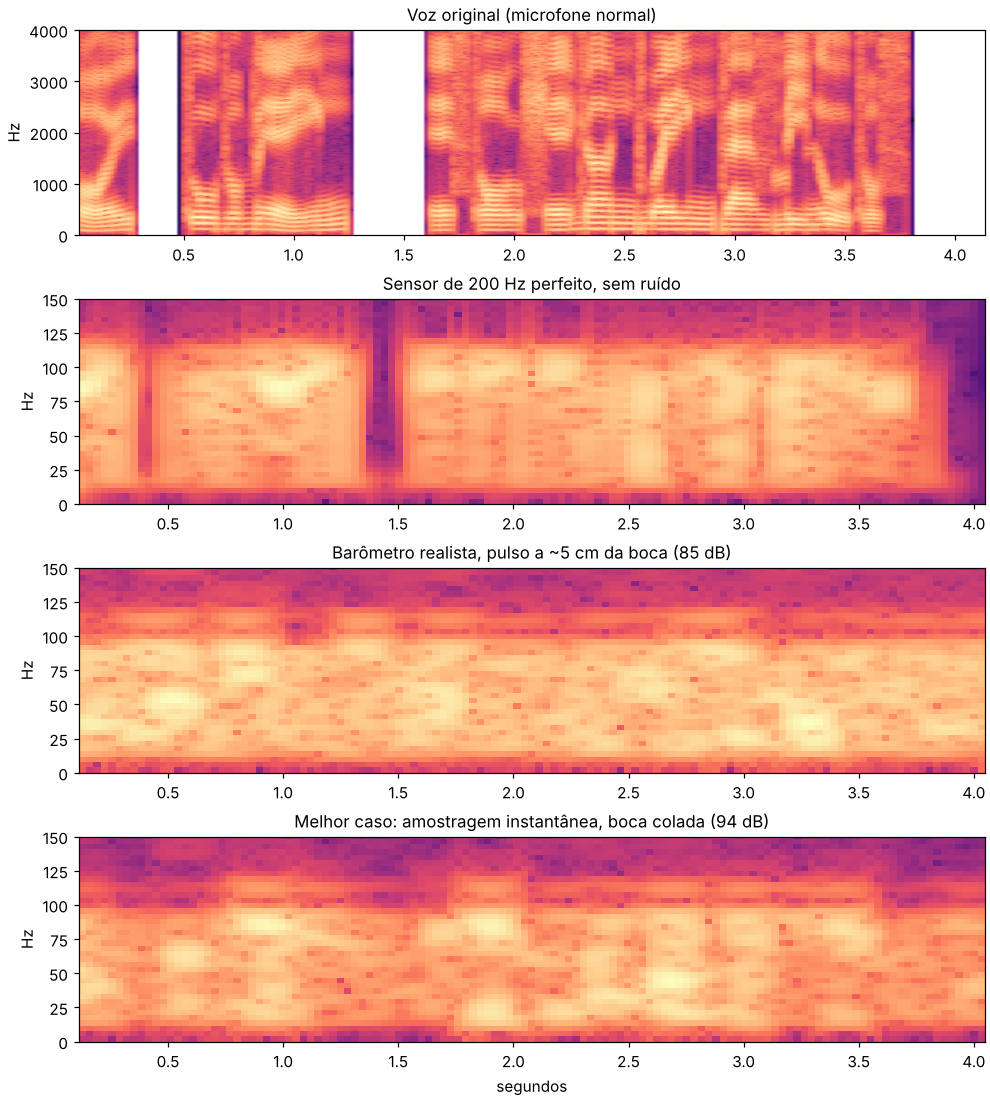 Voz original (microfone normal)
4000
3000
2000
1000
0
Hz
0.5 1.0 1.5 2.0 2.5 3.0 3.5 4.0
Sensor de 200 Hz perfeito, sem ruído
150
125
100
75
50
25
0
Hz
0.5 1.0 1.5 2.0 2.5 3.0 3.5 4.0
Barômetro realista, pulso a ~5 cm da boca (85 dB)
150
125
100
75
50
25
0
Hz
0.5 1.0 1.5 2.0 2.5 3.0 3.5 4.0
Melhor caso: amostragem instantânea, boca colada (94 dB)
150
125
100
75
50
25
0
Hz
0.5 1.0 1.5 2.0 2.5 3.0 3.5 4.0
segundos